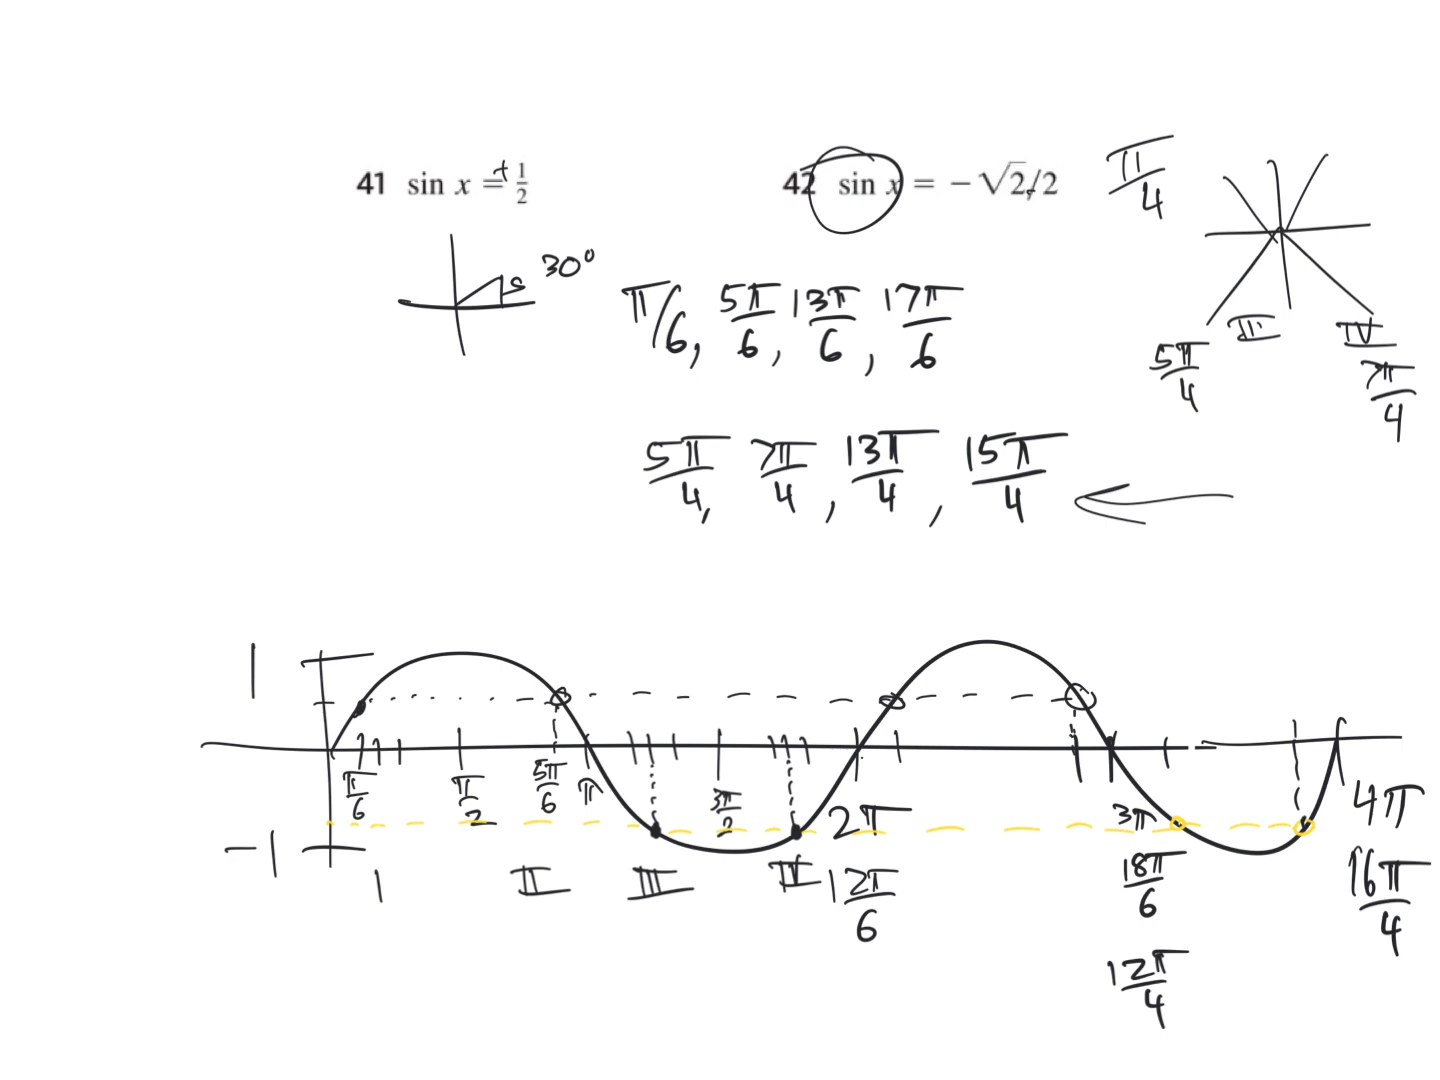 41 sin x = + 1/2
42 sin x = − √2/2
π/4
30°
π/6, 5π/6, 13π/6, 17π/6
III IV
5π/4 7π/4
5π/4, 7π/4, 13π/4, 15π/4
1
π/6 π/2 5π/6 π 3π/2 2π 3π 4π
-1
1 II III IV 12π/6 18π/6 16π/4
12π/4